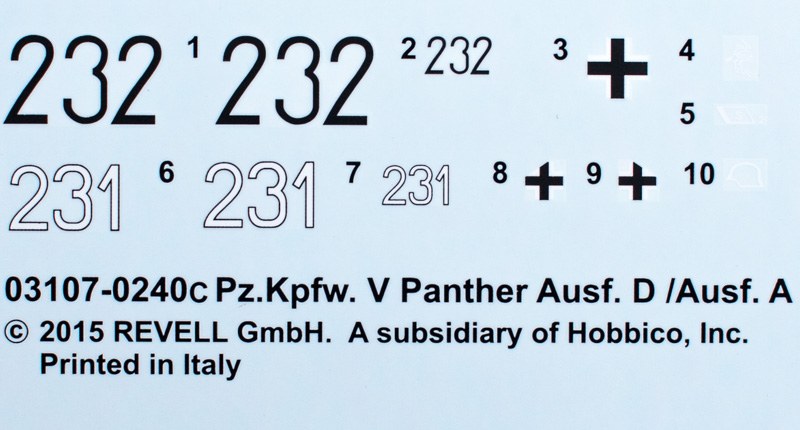 232 1 232 2 232 3 4
5
231 6 231 7 231 8 9 10
03107-0240C Pz.Kpfw. V Panther Ausf. D /Ausf. A
© 2015 REVELL GmbH. A subsidiary of Hobbico, Inc.
Printed in Italy